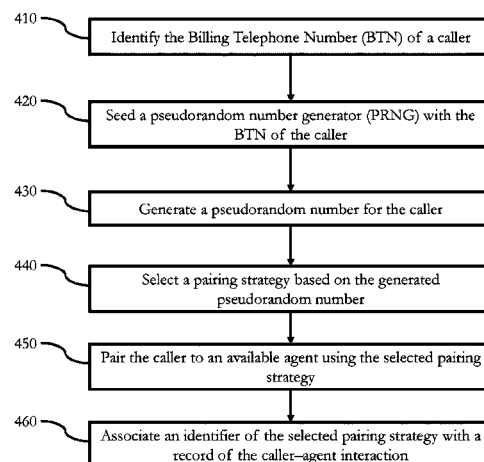 410
Identify the Billing Telephone Number (BTN) of a caller
420
Seed a pseudorandom number generator (PRNG) with the
BTN of the caller
430
Generate a pseudorandom number for the caller
440
Select a pairing strategy based on the generated
pseudorandom number
450
Pair the caller to an available agent using the selected pairing
strategy
460
Associate an identifier of the selected pairing strategy with a
record of the caller–agent interaction